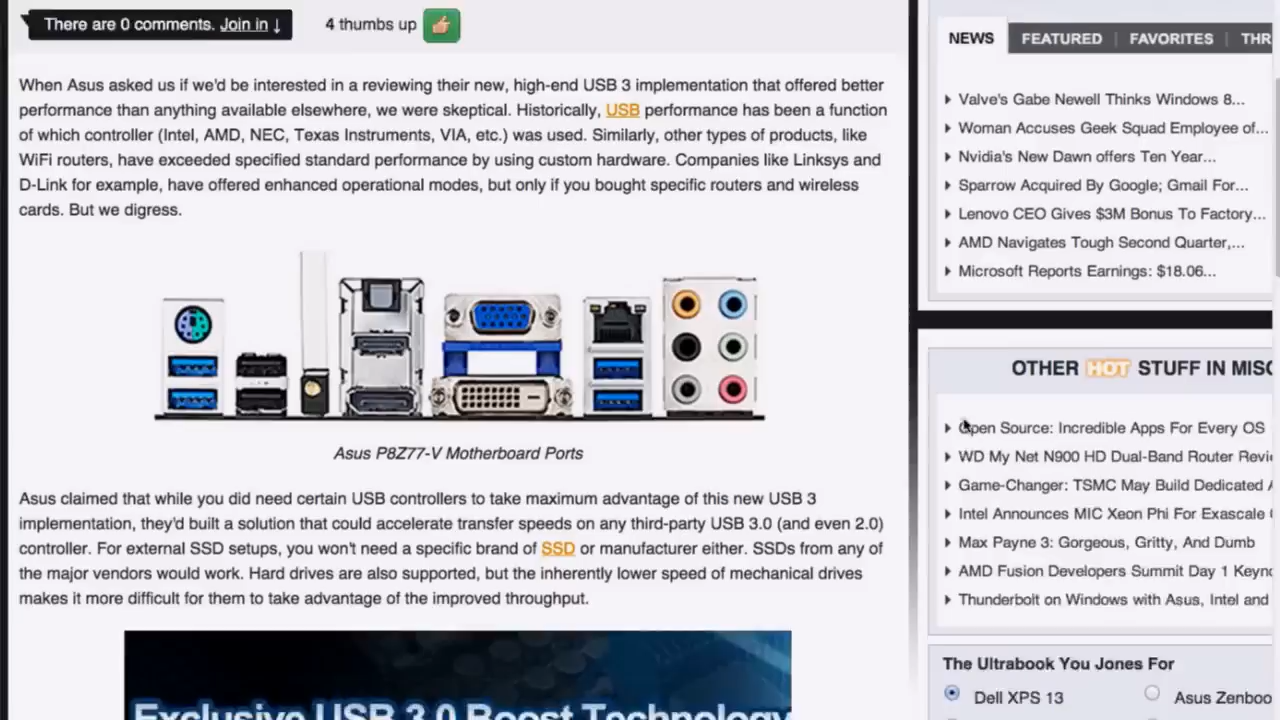 There are 0 comments. Join in ↓
4 thumbs up
When Asus asked us if we'd be interested in a reviewing their new, high-end USB 3 implementation that offered better
performance than anything available elsewhere, we were skeptical. Historically, USB performance has been a function
of which controller (Intel, AMD, NEC, Texas Instruments, VIA, etc.) was used. Similarly, other types of products, like
WiFi routers, have exceeded specified standard performance by using custom hardware. Companies like Linksys and
D-Link for example, have offered enhanced operational modes, but only if you bought specific routers and wireless
cards. But we digress.
Asus P8Z77-V Motherboard Ports
Asus claimed that while you did need certain USB controllers to take maximum advantage of this new USB 3
implementation, they'd built a solution that could accelerate transfer speeds on any third-party USB 3.0 (and even 2.0)
controller. For external SSD setups, you won't need a specific brand of SSD or manufacturer either. SSDs from any of
the major vendors would work. Hard drives are also supported, but the inherently lower speed of mechanical drives
makes it more difficult for them to take advantage of the improved throughput.
Exclusive USB 3.0 Boost Technology
NEWS FEATURED FAVORITES THR
Valve's Gabe Newell Thinks Windows 8...
Woman Accuses Geek Squad Employee of...
Nvidia's New Dawn offers Ten Year...
Sparrow Acquired By Google; Gmail For...
Lenovo CEO Gives $3M Bonus To Factory...
AMD Navigates Tough Second Quarter,...
Microsoft Reports Earnings: $18.06...
OTHER HOT STUFF IN MISC
Open Source: Incredible Apps For Every OS
WD My Net N900 HD Dual-Band Router Revi
Game-Changer: TSMC May Build Dedicated
Intel Announces MIC Xeon Phi For Exascale
Max Payne 3: Gorgeous, Gritty, And Dumb
AMD Fusion Developers Summit Day 1 Keyn
Thunderbolt on Windows with Asus, Intel and
The Ultrabook You Jones For
Dell XPS 13
Asus Zenboo